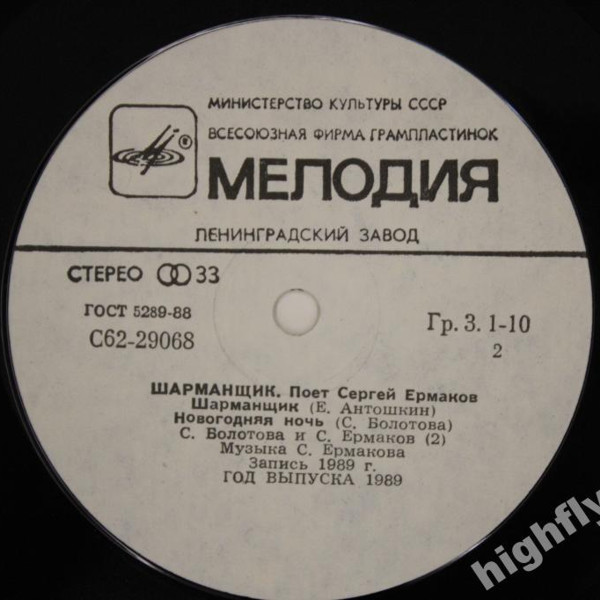 МИНИСТЕРСТВО КУЛЬТУРЫ СССР
ВСЕСОЮЗНАЯ ФИРМА ГРАМПЛАСТИНОК
®
МЕЛОДИЯ
ЛЕНИНГРАДСКИЙ ЗАВОД
СТЕРЕО 33
ГОСТ 5289-88
С62-29068
Гр. 3. 1-10
2
ШАРМАНЩИК. Поет Сергей Ермаков
Шарманщик (Е. Антошкин)
Новогодняя ночь (С. Болотова)
С. Болотова и С. Ермаков (2)
Музыка С. Ермакова
Запись 1989 г.
ГОД ВЫПУСКА 1989
highfly